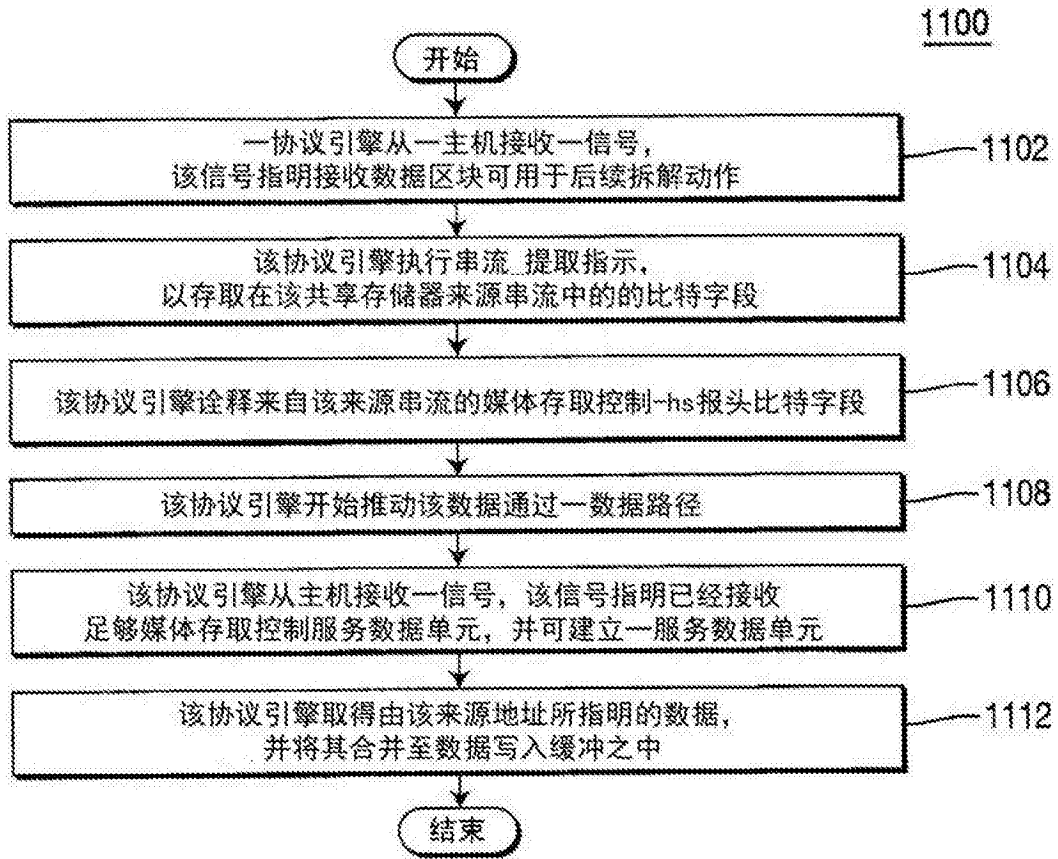 1100
开始
一协议引擎从一主机接收一信号，
该信号指明接收数据区块可用于后续拆解动作
1102
该协议引擎执行串流_提取指示，
以存取在该共享存储器来源串流中的的比特字段
1104
该协议引擎诠释来自该来源串流的媒体存取控制-hs报头比特字段
1106
该协议引擎开始推动该数据通过一数据路径
1108
该协议引擎从主机接收一信号，该信号指明已经接收
足够媒体存取控制服务数据单元，并可建立一服务数据单元
1110
该协议引擎取得由该来源地址所指明的数据，
并将其合并至数据写入缓冲之中
1112
结束